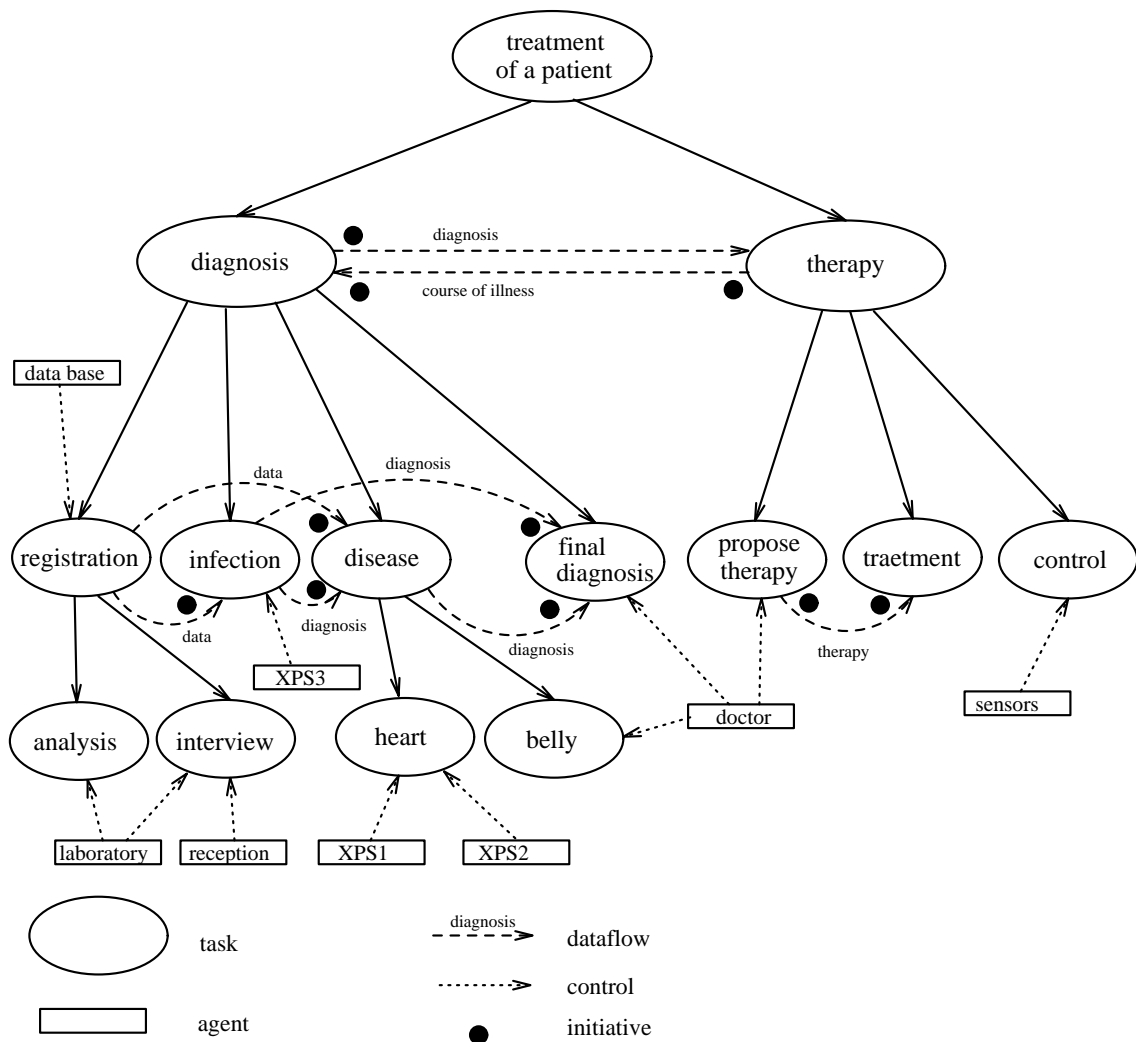 treatment
of a patient
diagnosis
diagnosis
therapy
course of illness
data base
data
diagnosis
registration
infection
disease
final
diagnosis
propose
therapy
traetment
control
data
diagnosis
diagnosis
therapy
XPS3
doctor
sensors
analysis
interview
heart
belly
laboratory
reception
XPS1
XPS2
task
diagnosis
dataflow
control
agent
initiative